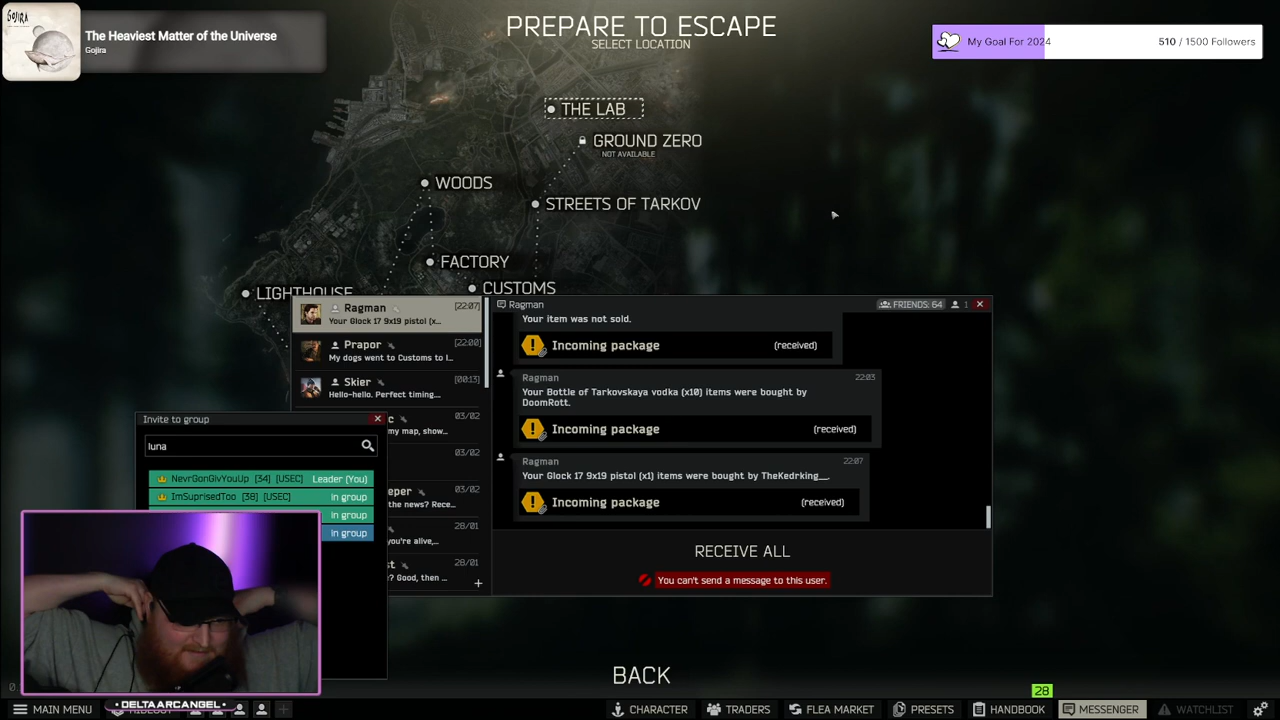 GOJIRA
The Heaviest Matter of the Universe
Gojira
PREPARE TO ESCAPE
SELECT LOCATION
My Goal For 2024
510 / 1500 Followers
THE LAB
GROUND ZERO
NOT AVAILABLE
WOODS
STREETS OF TARKOV
FACTORY
CUSTOMS
LIGHTHOUSE
Ragman [22:07]
Your Glock 17 9x19 pistol (x...
Prapor [22:00]
My dogs went to Customs to l...
Skier [00:13]
Hello-hello. Perfect timing,...
c 03/02
my map, show...
03/02
eper 03/02
the news? Rece...
28/01
you're alive,...
st 28/01
? Good, then ...
+
Ragman
FRIENDS: 64
1
Your item was not sold.
Incoming package (received)
Ragman 22:03
Your Bottle of Tarkovskaya vodka (x10) items were bought by
DoomRott.
Incoming package (received)
Ragman 22:07
Your Glock 17 9x19 pistol (x1) items were bought by TheKedrking__.
Incoming package (received)
RECEIVE ALL
You can't send a message to this user.
Invite to group
luna
NevrGonGivYouUp [34] [USEC] Leader (You)
ImSuprisedToo [38] [USEC] In group
In group
In group
BACK
DELTAARCANGEL
28
MAIN MENU
HIDEOUT
CHARACTER
TRADERS
FLEA MARKET
PRESETS
HANDBOOK
MESSENGER
WATCHLIST